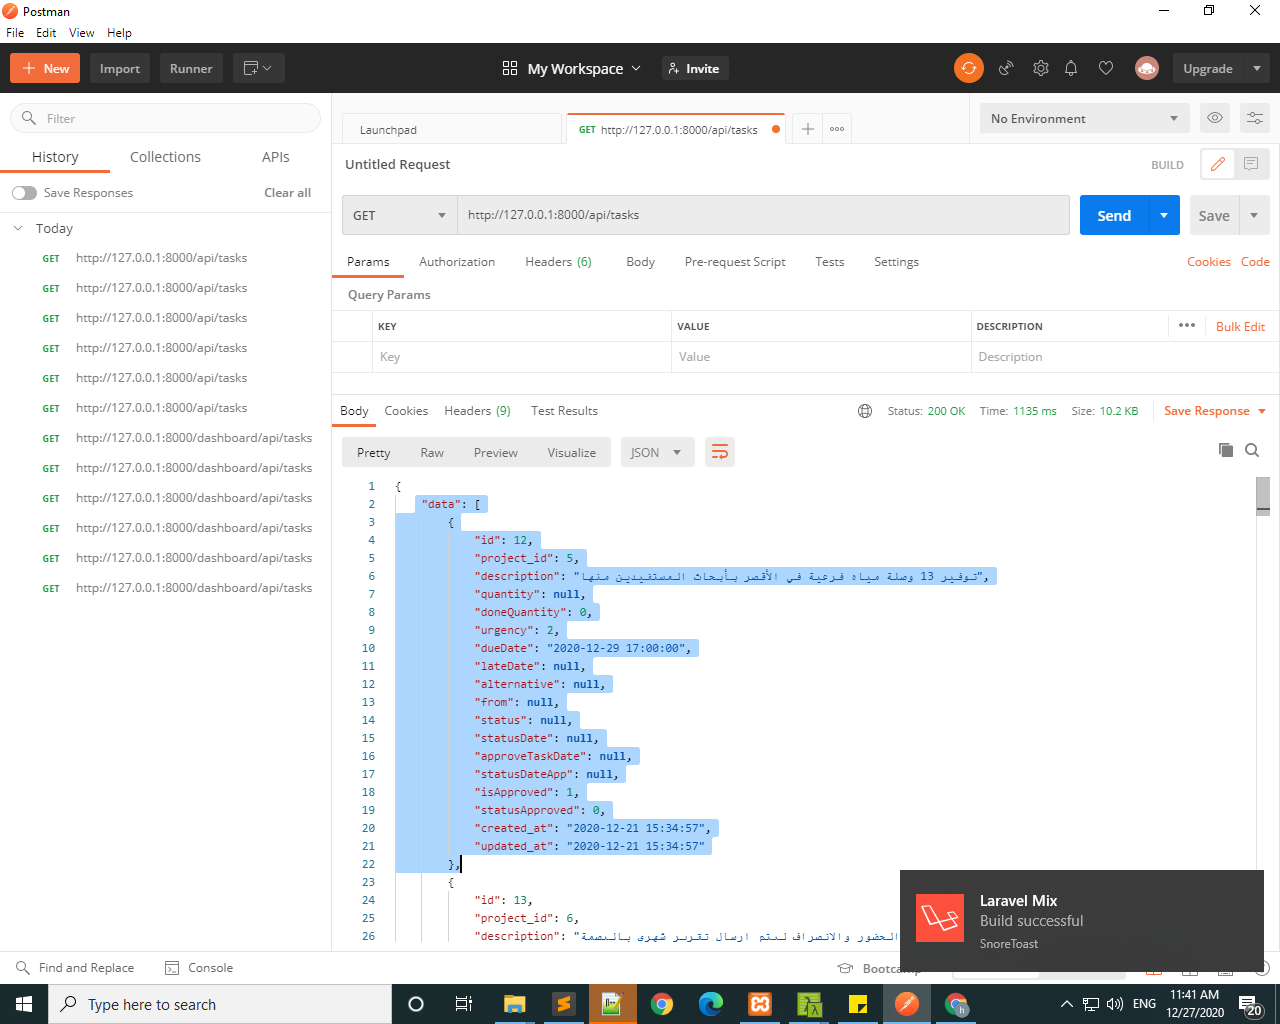 Postman
File Edit View Help
New Import Runner My Workspace Invite Upgrade
Filter
History Collections APIs
Save Responses Clear all
Today
GET http://127.0.0.1:8000/api/tasks
GET http://127.0.0.1:8000/api/tasks
GET http://127.0.0.1:8000/api/tasks
GET http://127.0.0.1:8000/api/tasks
GET http://127.0.0.1:8000/api/tasks
GET http://127.0.0.1:8000/api/tasks
GET http://127.0.0.1:8000/dashboard/api/tasks
GET http://127.0.0.1:8000/dashboard/api/tasks
GET http://127.0.0.1:8000/dashboard/api/tasks
GET http://127.0.0.1:8000/dashboard/api/tasks
GET http://127.0.0.1:8000/dashboard/api/tasks
GET http://127.0.0.1:8000/dashboard/api/tasks
Launchpad GET http://127.0.0.1:8000/api/tasks No Environment
Untitled Request BUILD
GET http://127.0.0.1:8000/api/tasks Send Save
Params Authorization Headers (6) Body Pre-request Script Tests Settings Cookies Code
Query Params
KEY VALUE DESCRIPTION Bulk Edit
Key Value Description
Body Cookies Headers (9) Test Results Status: 200 OK Time: 1135 ms Size: 10.2 KB Save Response
Pretty Raw Preview Visualize JSON
1 {
2 "data": [
3 {
4 "id": 12,
5 "project_id": 5,
6 "description": "توفير 13 وصلة مياه فرعية في الأقصر بأبحاث المستفيدين منها",
7 "quantity": null,
8 "doneQuantity": 0,
9 "urgency": 2,
10 "dueDate": "2020-12-29 17:00:00",
11 "lateDate": null,
12 "alternative": null,
13 "from": null,
14 "status": null,
15 "statusDate": null,
16 "approveTaskDate": null,
17 "statusDateApp": null,
18 "isApproved": 1,
19 "statusApproved": 0,
20 "created_at": "2020-12-21 15:34:57",
21 "updated_at": "2020-12-21 15:34:57"
22 },
23 {
24 "id": 13,
25 "project_id": 6,
26 "description": "الحضور والانصراف ليتم ارسال تقرير شهرى بالبصمة
Laravel Mix
Build successful
SnoreToast
Find and Replace Console
Type here to search
ENG 11:41 AM
12/27/2020 20